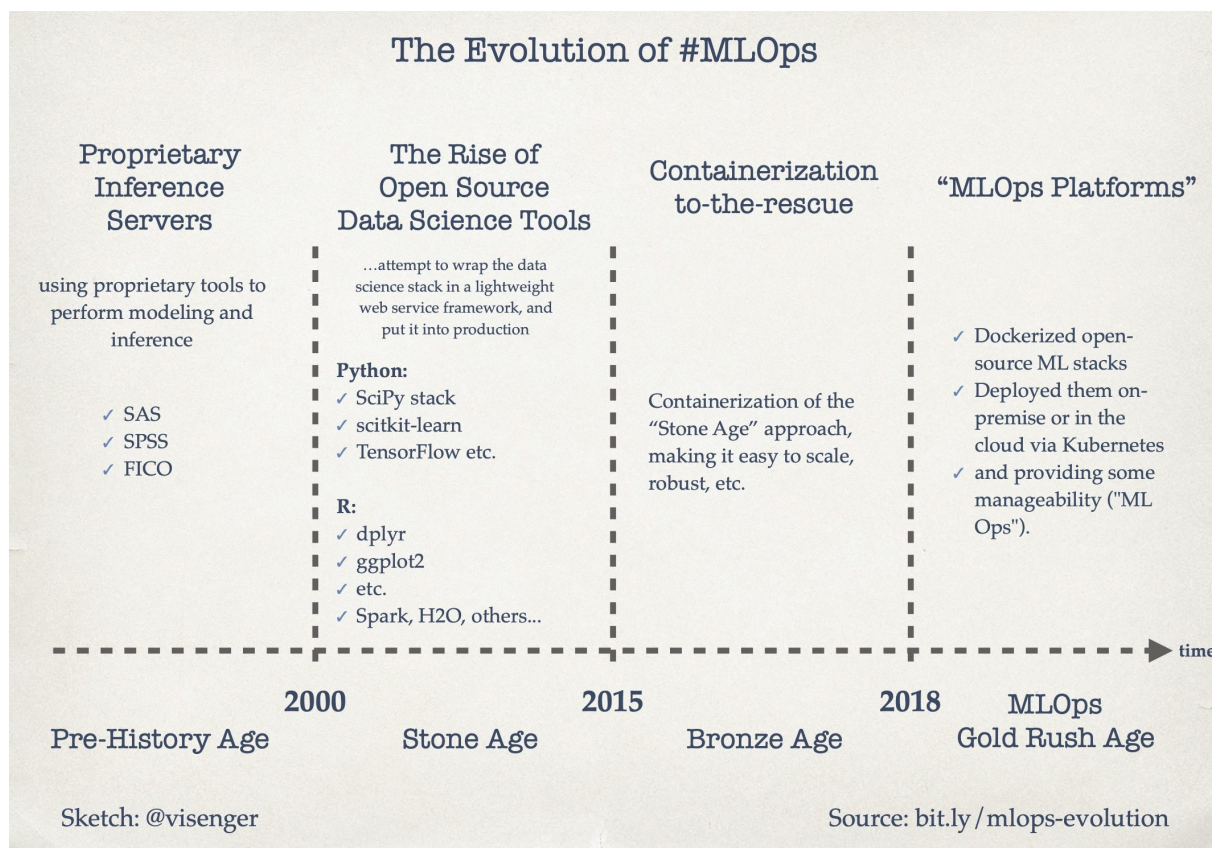 The Evolution of #MLOps
Proprietary
Inference
Servers
using proprietary tools to
perform modeling and
inference
✓ SAS
✓ SPSS
✓ FICO
The Rise of
Open Source
Data Science Tools
…attempt to wrap the data
science stack in a lightweight
web service framework, and
put it into production
Python:
✓ SciPy stack
✓ scitkit-learn
✓ TensorFlow etc.
R:
✓ dplyr
✓ ggplot2
✓ etc.
✓ Spark, H2O, others...
Containerization
to-the-rescue
Containerization of the
“Stone Age” approach,
making it easy to scale,
robust, etc.
“MLOps Platforms”
✓ Dockerized open-
source ML stacks
✓ Deployed them on-
premise or in the
cloud via Kubernetes
✓ and providing some
manageability ("ML
Ops").
time
2000
2015
2018
Pre-History Age
Stone Age
Bronze Age
MLOps
Gold Rush Age
Sketch: @visenger
Source: bit.ly/mlops-evolution